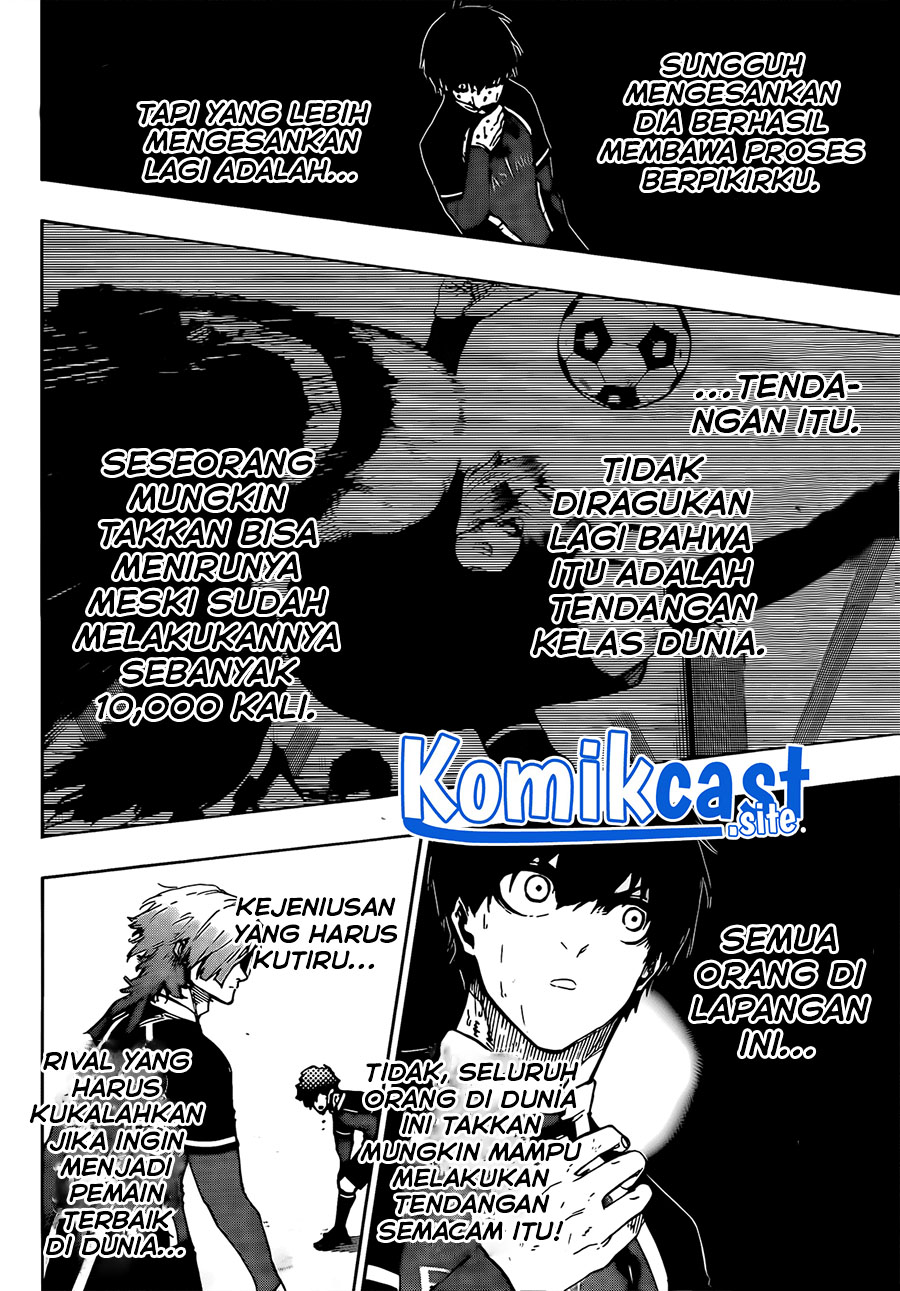 SUNGGUH
MENGESANKAN
DIA BERHASIL
MEMBAWA PROSES
BERPIKIRKU.
TAPI YANG LEBIH
MENGESANKAN
LAGI ADALAH...
...TENDA-
NGAN ITU.
TIDAK
DIRAGUKAN
LAGI BAHWA
ITU ADALAH
TENDANGAN
KELAS DUNIA.
SESEORANG
MUNGKIN
TAKKAN BISA
MENIRUNYA
MESKI SUDAH
MELAKUKANNYA
SEBANYAK
10,000 KALI.
Komikcast
.site
SEMUA
ORANG DI
LAPANGAN
INI...
TIDAK, SELURUH
ORANG DI DUNIA
INI TAKKAN
MUNGKIN MAMPU
MELAKUKAN
TENDANGAN
SEMACAM ITU!
KEJENIUSAN
YANG HARUS
KUTIRU...
RIVAL YANG
HARUS
KUKALAHKAN
JIKA INGIN
MENJADI
PEMAIN
TERBAIK
DI DUNIA...